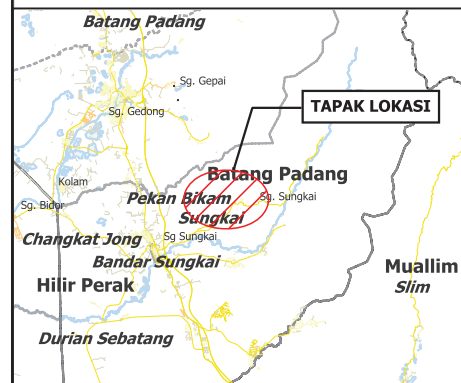 Batang Padang
Sg. Gepai
TAPAK LOKASI
Sg. Gedong
Batang Padang
Kolam
Pekan Bikam
Sg. Sungkai
Sg. Bidor
Sungkai
Changkat Jong
Sg Sungkai
Bandar Sungkai
Muallim
Hilir Perak
Slim
Durian Sebatang